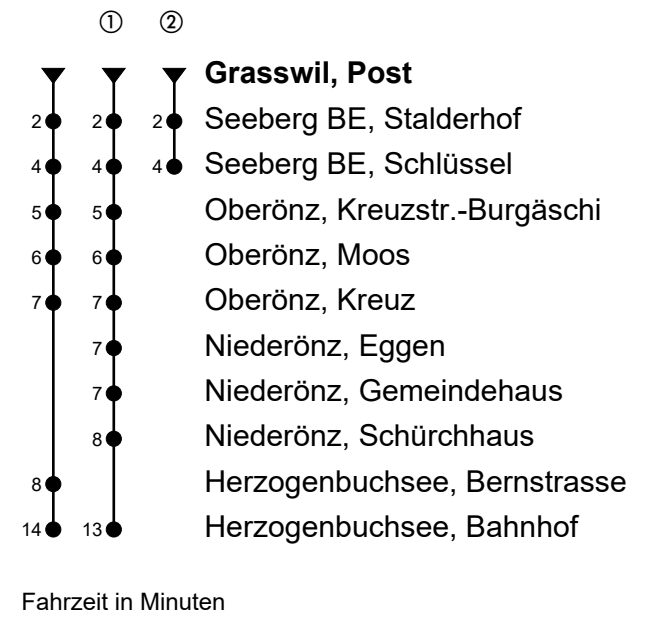 ① ②
Grasswil, Post
2 2 2 Seeberg BE, Stalderhof
4 4 4 Seeberg BE, Schlüssel
5 5 Oberönz, Kreuzstr.-Burgäschi
6 6 Oberönz, Moos
7 7 Oberönz, Kreuz
7 Niederönz, Eggen
7 Niederönz, Gemeindehaus
8 Niederönz, Schürchhaus
8 Herzogenbuchsee, Bernstrasse
14 13 Herzogenbuchsee, Bahnhof
Fahrzeit in Minuten